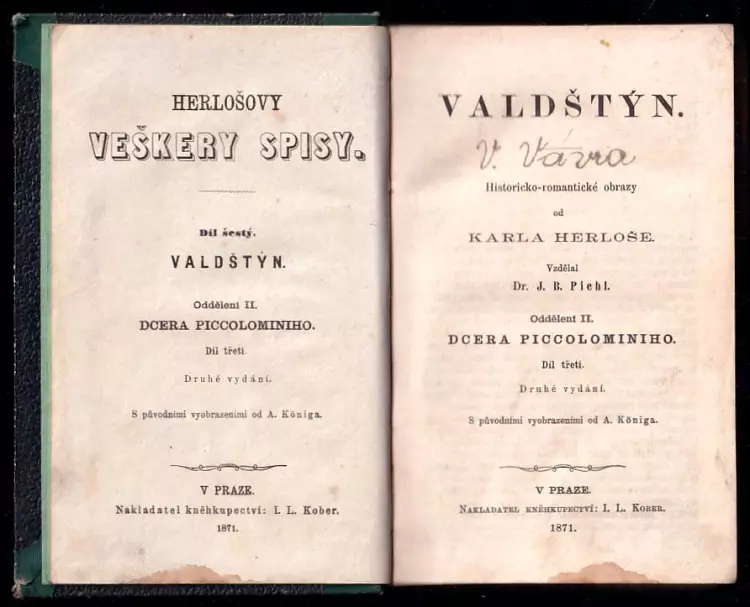 HERLOŠOVY
VEŠKERY SPISY.
Díl šestý.
VALDŠTÝN.
Oddělení II.
DCERA PICCOLOMINIHO.
Díl třetí.
Druhé vydání.
S původními vyobrazeními od A. Königa.
V PRAZE.
Nakladatel kněhkupectví: I. L. Kober.
1871.
VALDŠTÝN.
V. Vávra
Historicko-romantické obrazy
od
KARLA HERLOŠE.
Vzdělal
Dr. J. B. Pichl.
Oddělení II.
DCERA PICCOLOMINIHO.
Díl třetí.
Druhé vydání.
S původními vyobrazeními od A. Königa.
V PRAZE.
NAKLADATEL KNĚHKUPECTVÍ: I. L. KOBER.
1871.